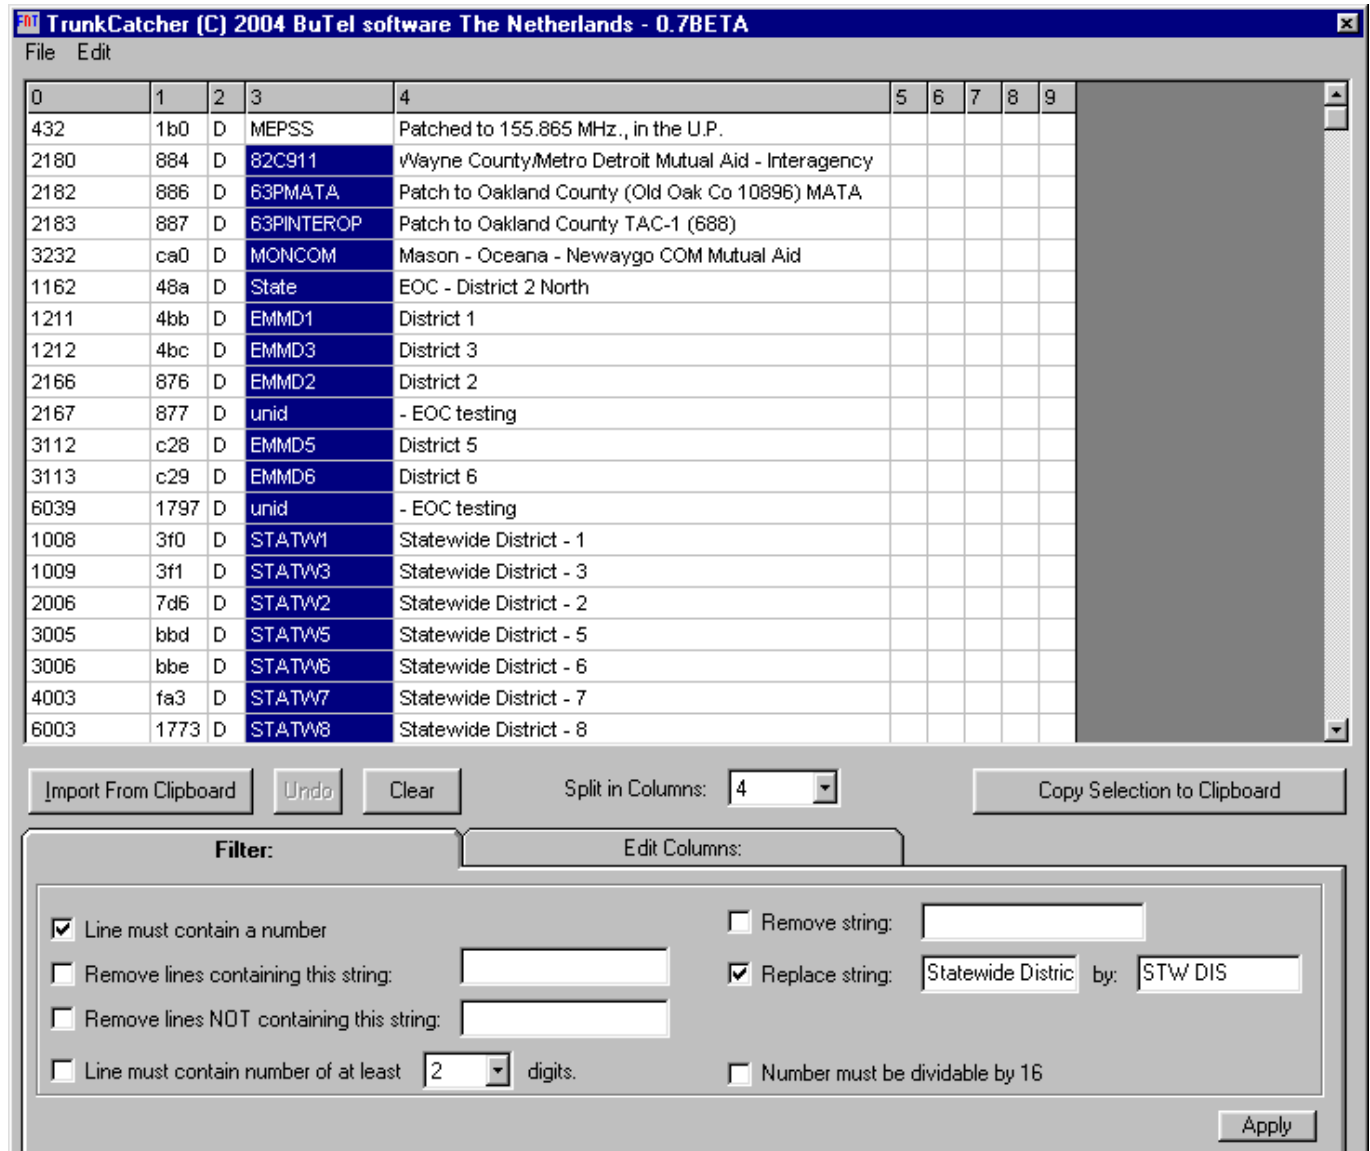 TrunkCatcher (C) 2004 BuTel software The Netherlands - 0.7BETA
File Edit
0 1 2 3 4 5 6 7 8 9
432 1b0 D MEPSS Patched to 155.865 MHz., in the U.P.
2180 884 D 82C911 Wayne County/Metro Detroit Mutual Aid - Interagency
2182 886 D 63PMATA Patch to Oakland County (Old Oak Co 10896) MATA
2183 887 D 63PINTEROP Patch to Oakland County TAC-1 (688)
3232 ca0 D MONCOM Mason - Oceana - Newaygo COM Mutual Aid
1162 48a D State EOC - District 2 North
1211 4bb D EMMD1 District 1
1212 4bc D EMMD3 District 3
2166 876 D EMMD2 District 2
2167 877 D unid - EOC testing
3112 c28 D EMMD5 District 5
3113 c29 D EMMD6 District 6
6039 1797 D unid - EOC testing
1008 3f0 D STATW1 Statewide District - 1
1009 3f1 D STATW3 Statewide District - 3
2006 7d6 D STATW2 Statewide District - 2
3005 bbd D STATW5 Statewide District - 5
3006 bbe D STATW6 Statewide District - 6
4003 fa3 D STATW7 Statewide District - 7
6003 1773 D STATW8 Statewide District - 8
Import From Clipboard Undo Clear Split in Columns: 4 Copy Selection to Clipboard
Filter: Edit Columns:
Line must contain a number Remove string:
Remove lines containing this string: Replace string: Statewide Distric by: STW DIS
Remove lines NOT containing this string:
Line must contain number of at least 2 digits. Number must be dividable by 16
Apply